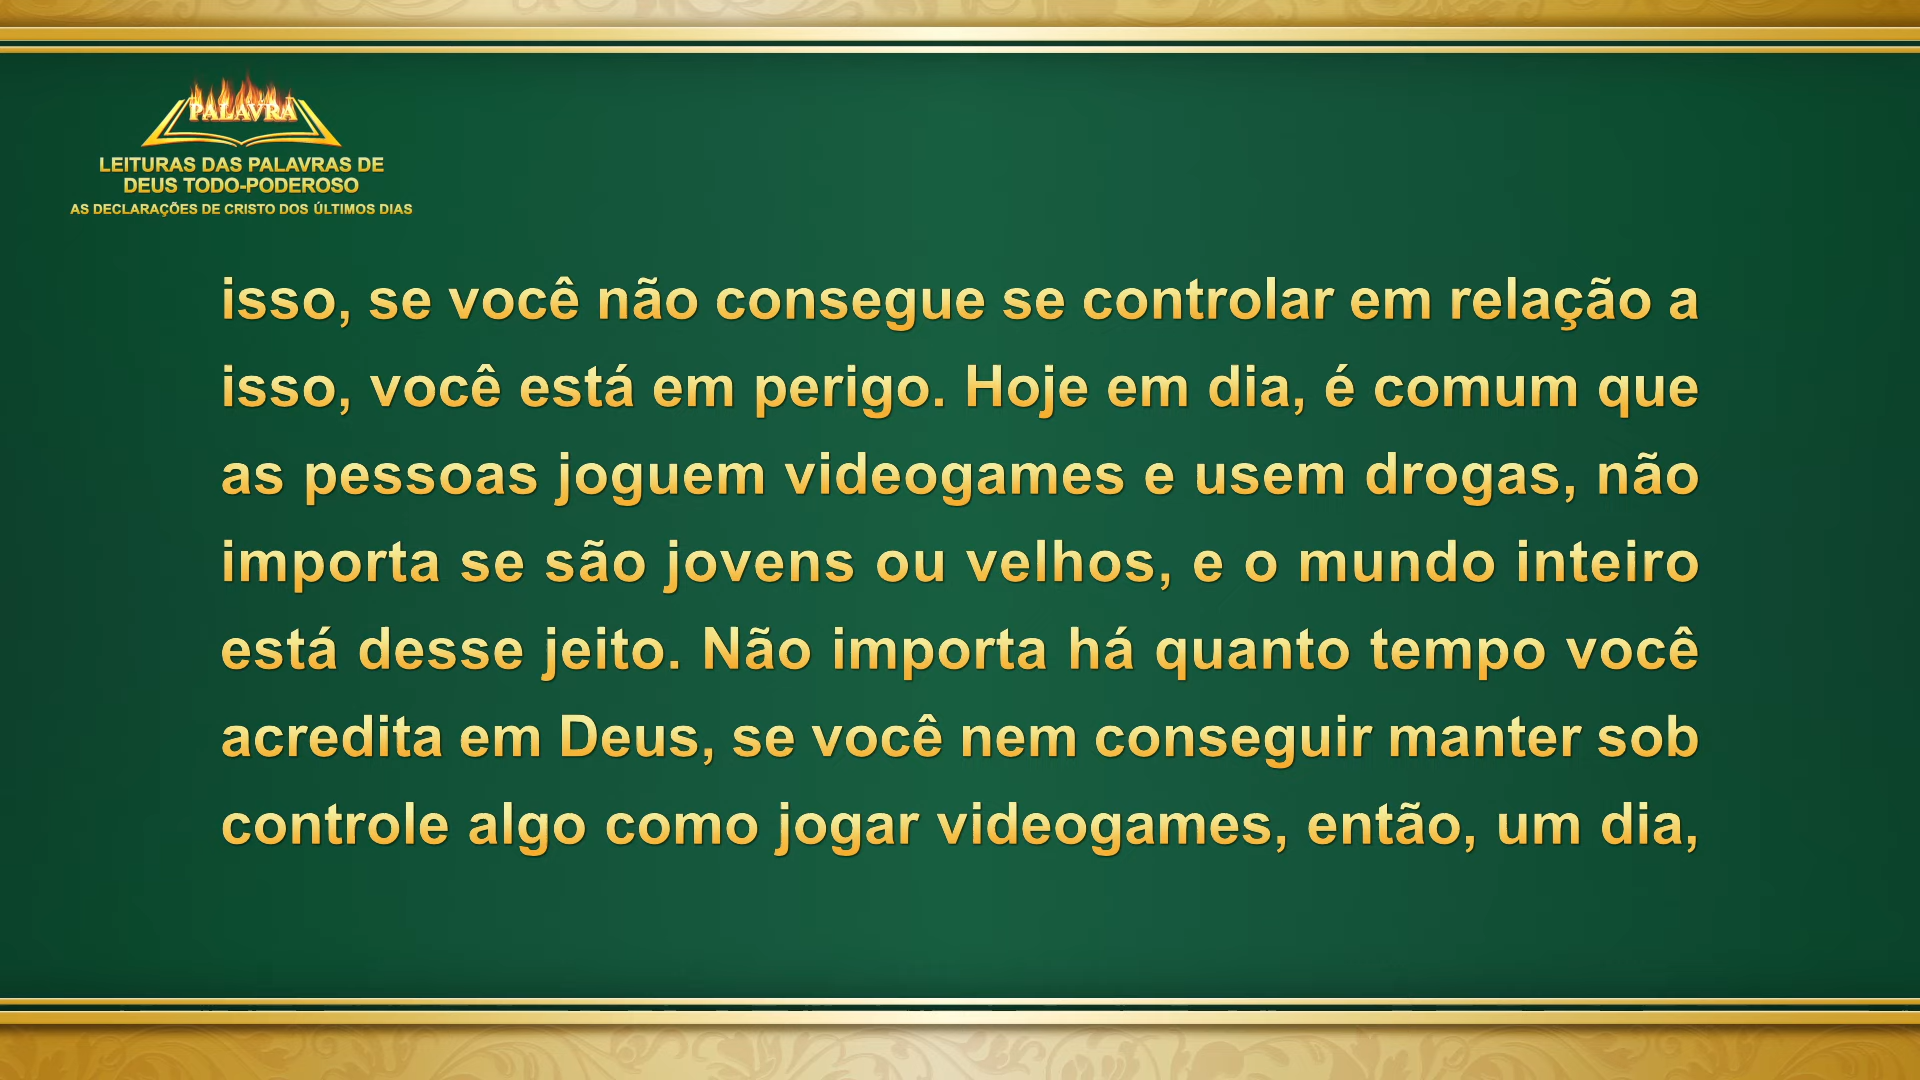 PALAVRA
LEITURAS DAS PALAVRAS DE
DEUS TODO-PODEROSO
AS DECLARAÇÕES DE CRISTO DOS ÚLTIMOS DIAS
isso, se você não consegue se controlar em relação a
isso, você está em perigo. Hoje em dia, é comum que
as pessoas joguem videogames e usem drogas, não
importa se são jovens ou velhos, e o mundo inteiro
está desse jeito. Não importa há quanto tempo você
acredita em Deus, se você nem conseguir manter sob
controle algo como jogar videogames, então, um dia,